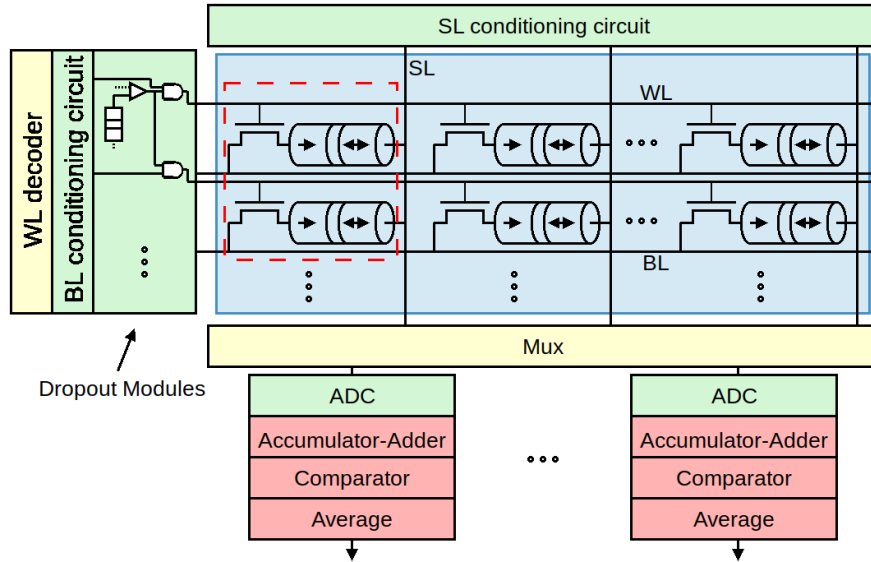 SL conditioning circuit
WL decoder
BL conditioning circuit
SL
WL
BL
Mux
Dropout Modules
ADC
Accumulator-Adder
Comparator
Average
ADC
Accumulator-Adder
Comparator
Average